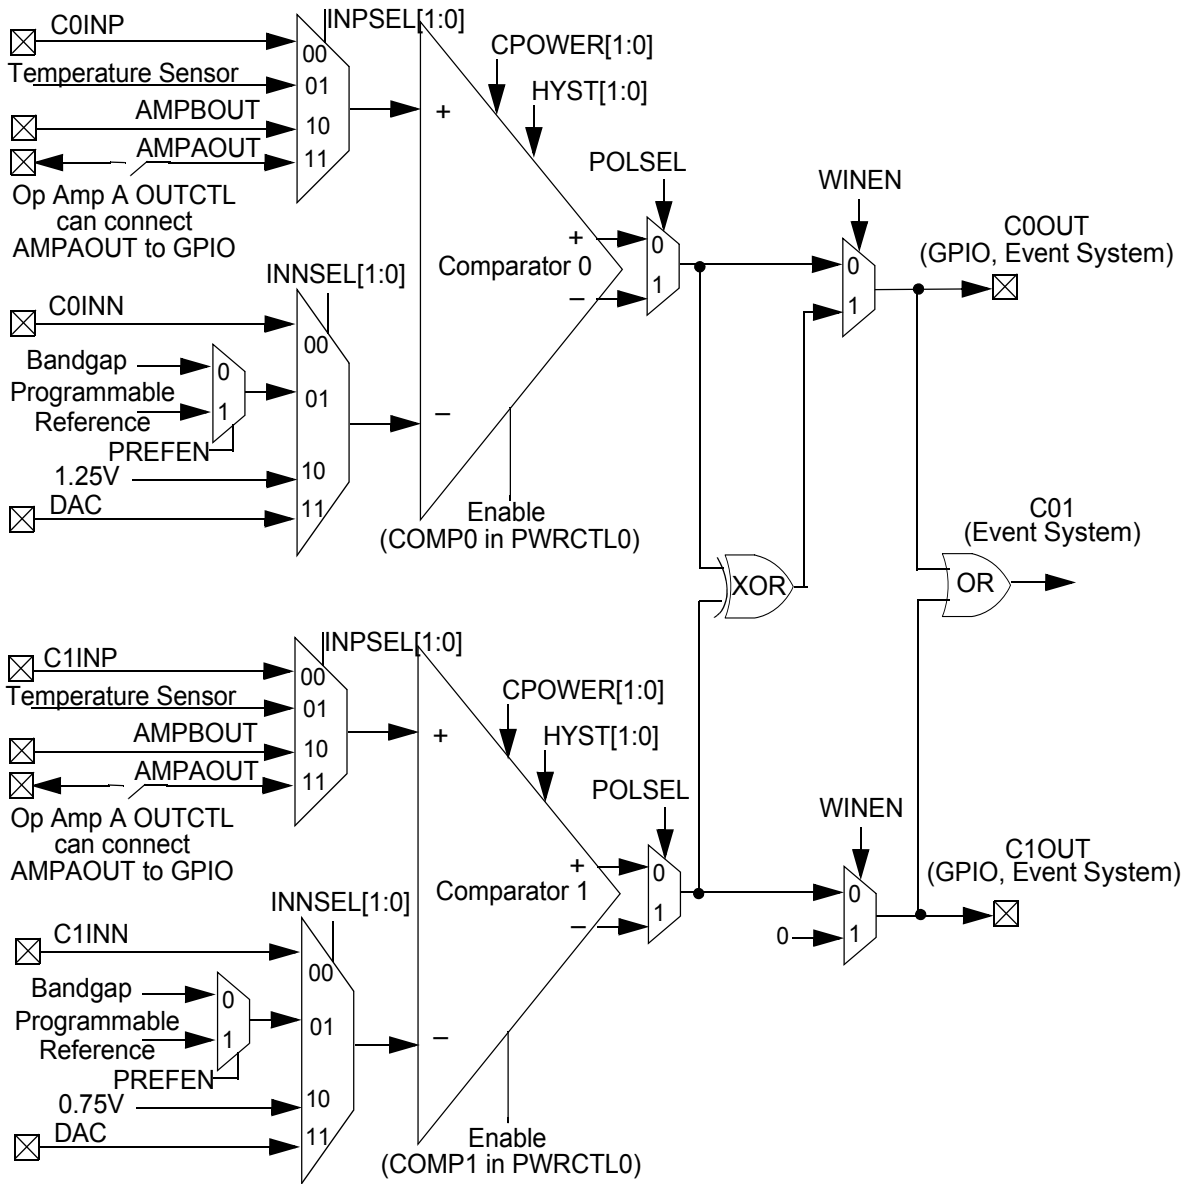 C0INP
INPSEL[1:0]
00
Temperature Sensor
01
AMPBOUT
10
AMPAOUT
11
Op Amp A OUTCTL
can connect
AMPAOUT to GPIO
+
CPOWER[1:0]
HYST[1:0]
POLSEL
WINEN
C0OUT
(GPIO, Event System)
+
0
0
Comparator 0
−
1
1
INNSEL[1:0]
C0INN
00
Bandgap
0
Programmable
01
Reference
1
−
PREFEN
1.25V
10
DAC
11
Enable
(COMP0 in PWRCTL0)
C01
(Event System)
XOR
OR
C1INP
INPSEL[1:0]
00
Temperature Sensor
01
AMPBOUT
10
AMPAOUT
11
Op Amp A OUTCTL
can connect
AMPAOUT to GPIO
+
CPOWER[1:0]
HYST[1:0]
POLSEL
WINEN
C1OUT
(GPIO, Event System)
+
0
0
Comparator 1
−
1
0
1
INNSEL[1:0]
C1INN
00
Bandgap
0
Programmable
01
Reference
1
−
PREFEN
0.75V
10
DAC
11
Enable
(COMP1 in PWRCTL0)